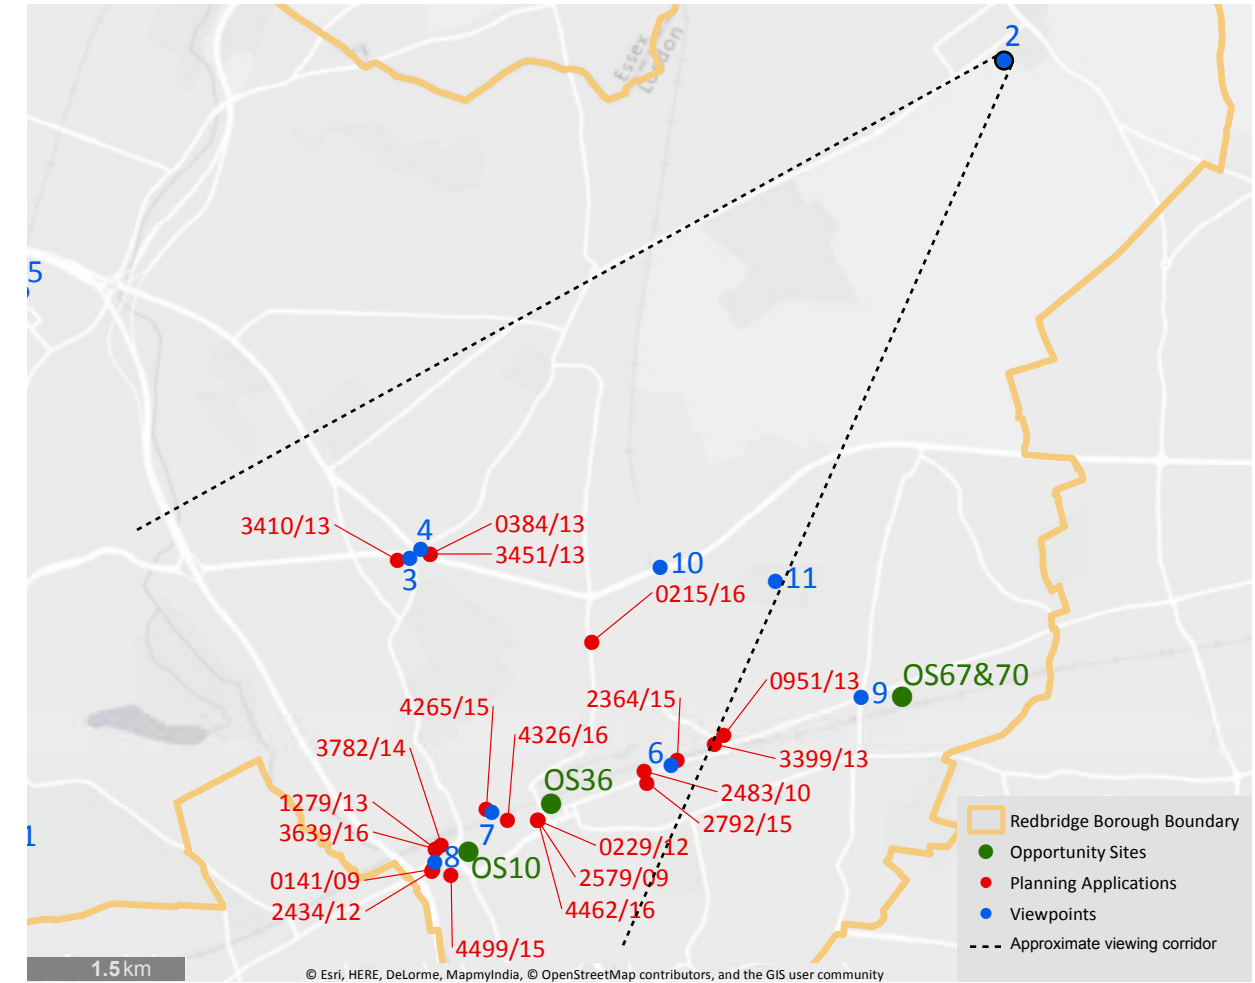 2
Essex
London
5
3410/13
4
0384/13
3451/13
3
10
11
0215/16
0951/13
9
OS67&70
2364/15
4265/15
4326/16
3782/14
6
3399/13
OS36
2483/10
1279/13
2792/15
3639/16
7
1
8
OS10
0229/12
0141/09
2579/09
2434/12
4462/16
4499/15
Redbridge Borough Boundary
Opportunity Sites
Planning Applications
Viewpoints
Approximate viewing corridor
1.5 km
© Esri, HERE, DeLorme, MapmyIndia, © OpenStreetMap contributors, and the GIS user community